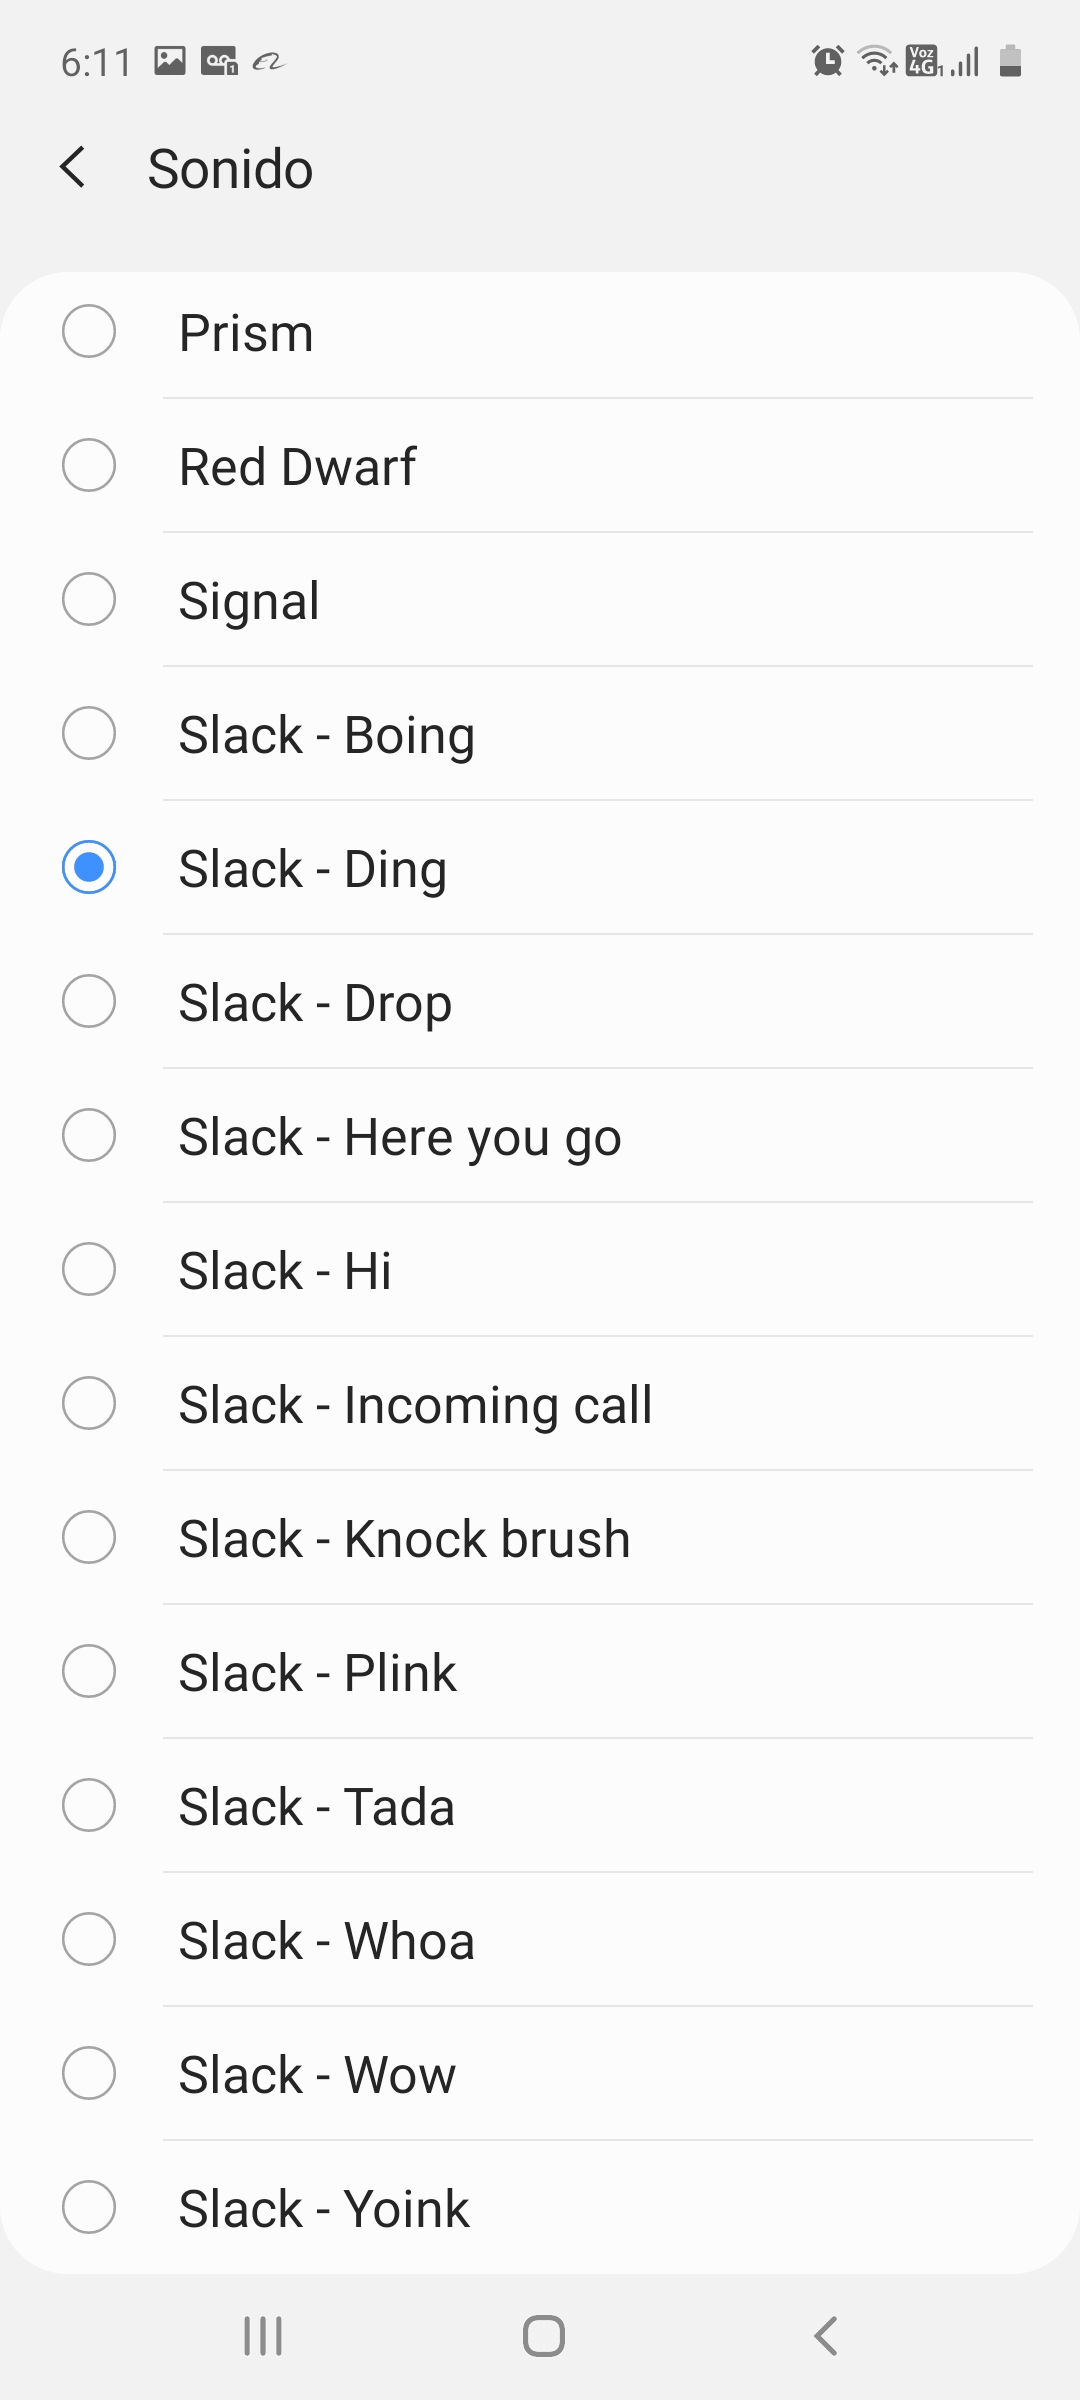 6:11
Voz 4G 1
Sonido
Prism
Red Dwarf
Signal
Slack - Boing
Slack - Ding
Slack - Drop
Slack - Here you go
Slack - Hi
Slack - Incoming call
Slack - Knock brush
Slack - Plink
Slack - Tada
Slack - Whoa
Slack - Wow
Slack - Yoink